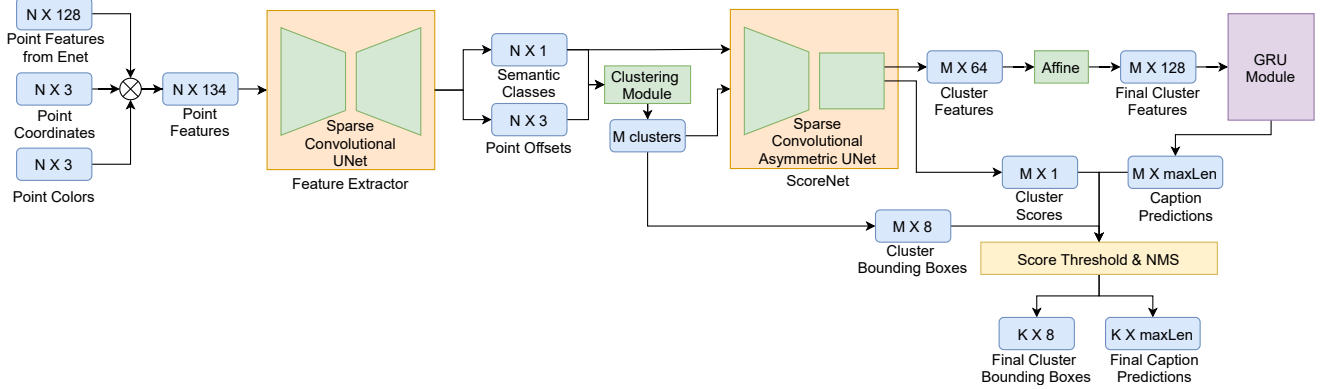 N X 128
Point Features
from Enet
N X 3
Point
Coordinates
N X 3
Point Colors
N X 134
Point
Features
Sparse
Convolutional
UNet
Feature Extractor
N X 1
Semantic
Classes
N X 3
Point Offsets
Clustering
Module
M clusters
Sparse
Convolutional
Asymmetric UNet
ScoreNet
M X 64
Cluster
Features
Affine
M X 128
Final Cluster
Features
GRU
Module
M X 1
Cluster
Scores
M X maxLen
Caption
Predictions
M X 8
Cluster
Bounding Boxes
Score Threshold & NMS
K X 8
Final Cluster
Bounding Boxes
K X maxLen
Final Caption
Predictions